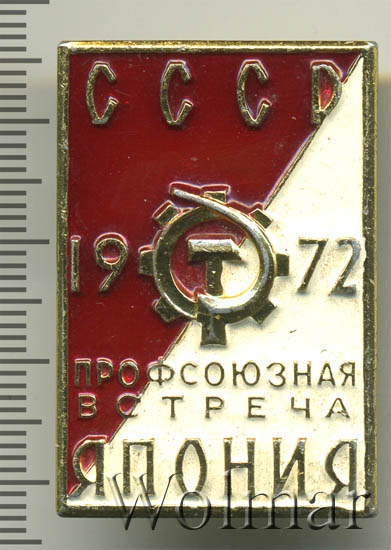 СССР
19 72
ПРОФСОЮЗНАЯ
ВСТРЕЧА
ЯПОНИЯ
Wolmar